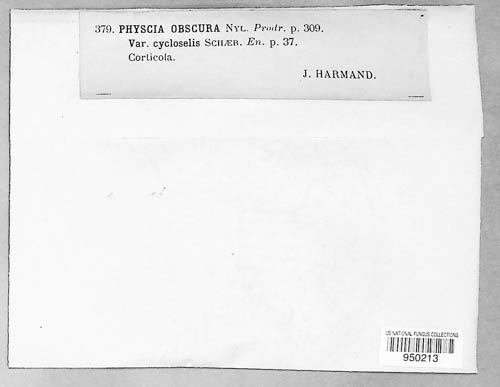 379. PHYSCIA OBSCURA NYL. Prodr. p. 309.
Var. cycloselis SCHÆR. En. p. 37.
Corticola.
J. HARMAND.
US NATIONAL FUNGUS COLLECTIONS
950213